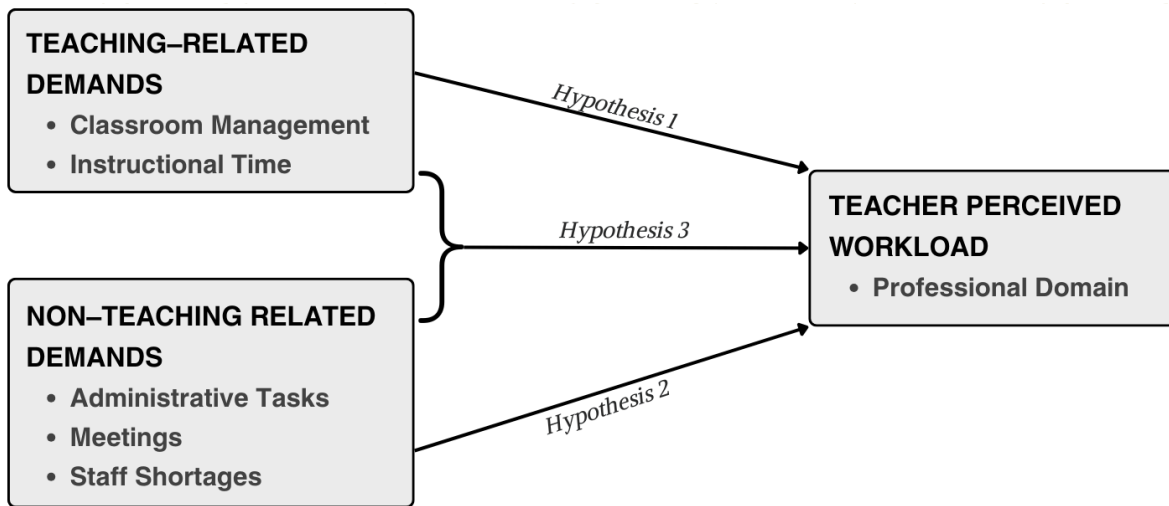 TEACHING–RELATED
DEMANDS
• Classroom Management
• Instructional Time
Hypothesis 1
Hypothesis 3
TEACHER PERCEIVED
WORKLOAD
• Professional Domain
NON–TEACHING RELATED
DEMANDS
• Administrative Tasks
• Meetings
• Staff Shortages
Hypothesis 2